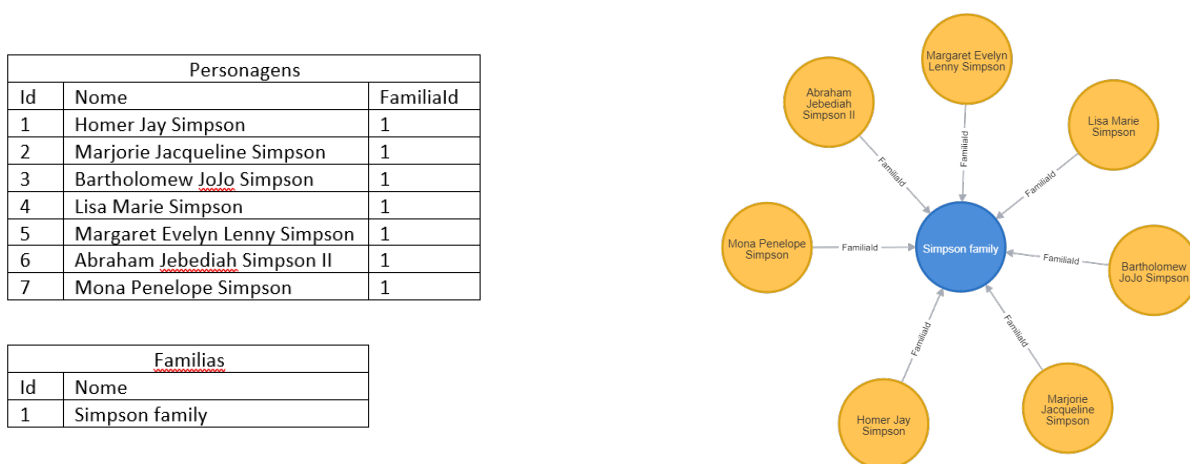 Personagens
Id Nome FamiliaId
1 Homer Jay Simpson 1
2 Marjorie Jacqueline Simpson 1
3 Bartholomew JoJo Simpson 1
4 Lisa Marie Simpson 1
5 Margaret Evelyn Lenny Simpson 1
6 Abraham Jebediah Simpson II 1
7 Mona Penelope Simpson 1
Familias
Id Nome
1 Simpson family
Margaret Evelyn
Lenny Simpson
Abraham
Jebediah
Simpson II
Lisa Marie
Simpson
FamiliaId
FamiliaId
FamiliaId
Mona Penelope
Simpson
FamiliaId
Simpson family
FamiliaId
Bartholomew
JoJo Simpson
FamiliaId
FamiliaId
Homer Jay
Simpson
Marjorie
Jacqueline
Simpson